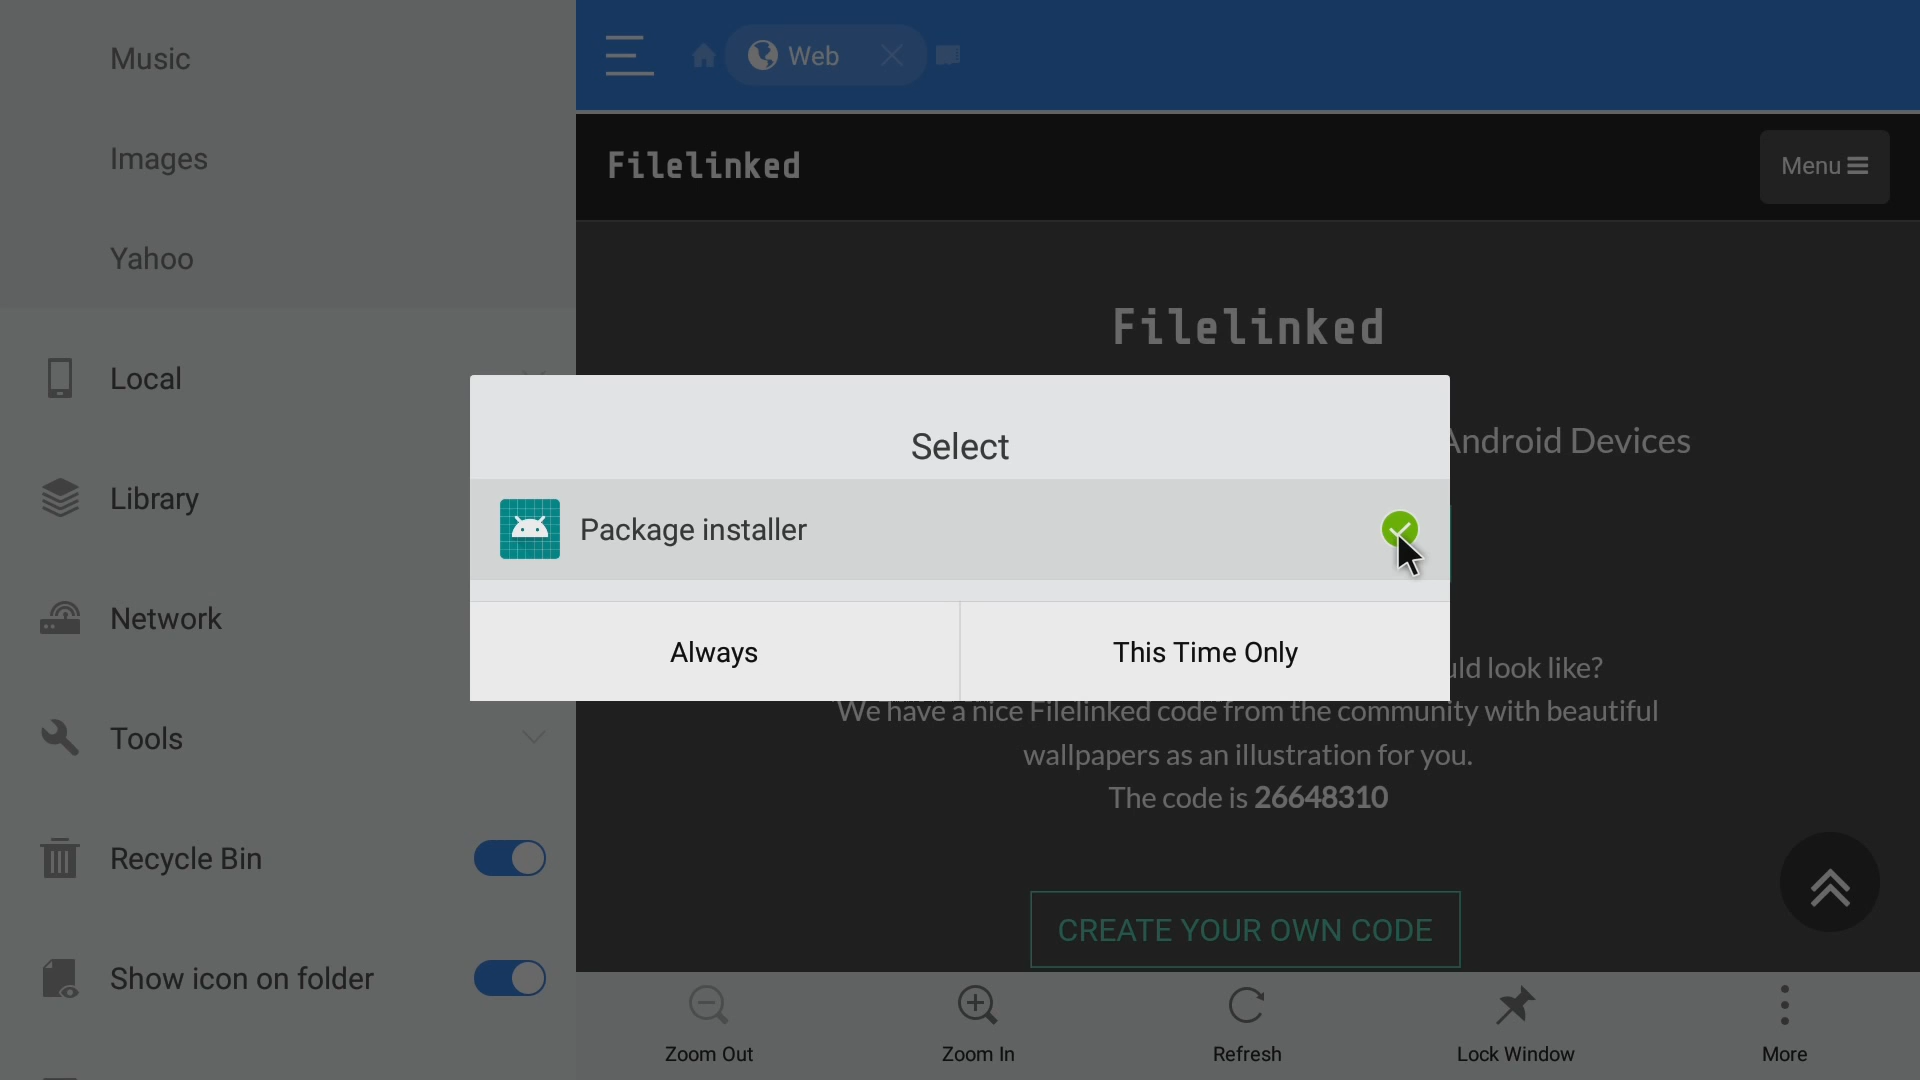 Music
Images
Yahoo
Local
Library
Network
Tools
Recycle Bin
Show icon on folder
Web
Filelinked
Menu
Filelinked
Android Devices
Select
Package installer
Always
This Time Only
uld look like?
We have a nice Filelinked code from the community with beautiful
wallpapers as an illustration for you.
The code is 26648310
CREATE YOUR OWN CODE
Zoom Out
Zoom In
Refresh
Lock Window
More